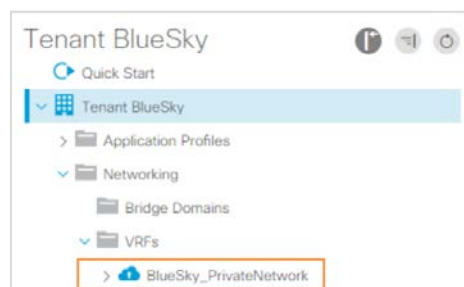 Tenant BlueSky
Quick Start
Tenant BlueSky
Application Profiles
Networking
Bridge Domains
VRFs
BlueSky_PrivateNetwork